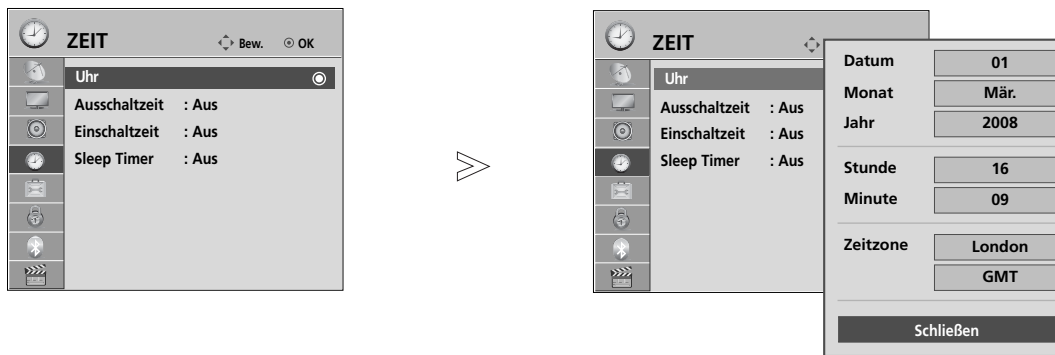 ZEIT Bew. OK
Uhr
Ausschaltzeit : Aus
Einschaltzeit : Aus
Sleep Timer : Aus
ZEIT
Uhr
Ausschaltzeit : Aus
Einschaltzeit : Aus
Sleep Timer : Aus
Datum 01
Monat Mär.
Jahr 2008
Stunde 16
Minute 09
Zeitzone London
GMT
Schließen